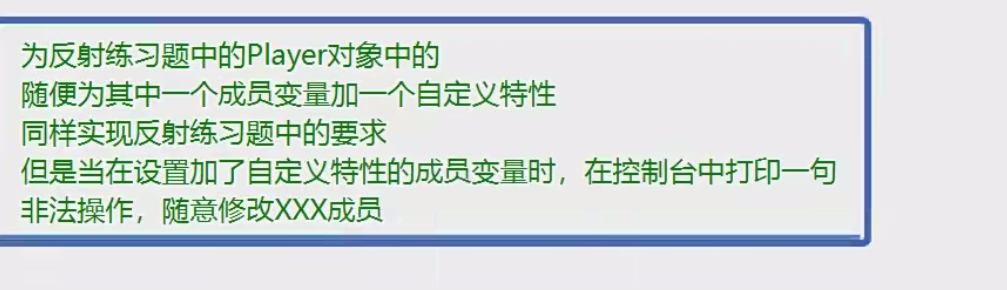 为反射练习题中的Player对象中的
随便为其中一个成员变量加一个自定义特性
同样实现反射练习题中的要求
但是当在设置加了自定义特性的成员变量时，在控制台中打印一句
非法操作，随意修改XXX成员